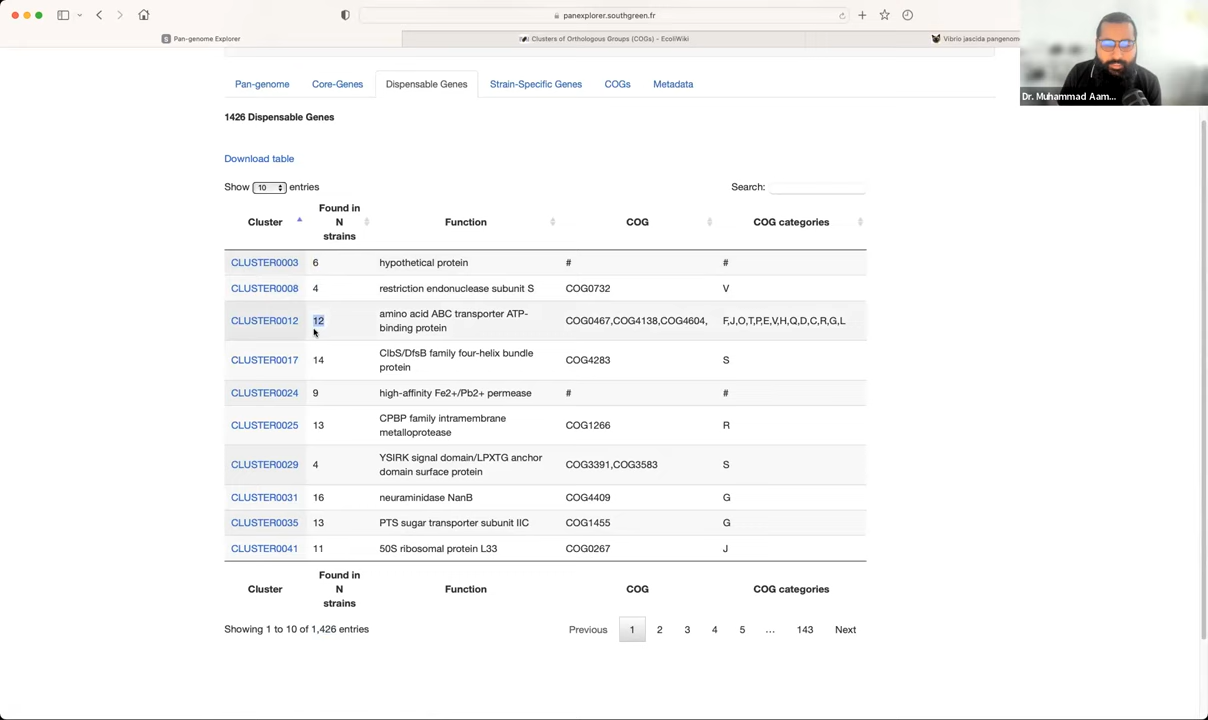 panexplorer.southgreen.fr
S Pan-genome Explorer
Clusters of Orthologous Groups (COGs) - EcoliWiki
Vibrio jascida pangenom
Dr. Muhammad Aam...
Pan-genome Core-Genes Dispensable Genes Strain-Specific Genes COGs Metadata
1426 Dispensable Genes
Download table
Show 10 entries Search:
Cluster Found in N strains Function COG COG categories
CLUSTER0003 6 hypothetical protein # #
CLUSTER0008 4 restriction endonuclease subunit S COG0732 V
CLUSTER0012 12 amino acid ABC transporter ATP-
binding protein COG0467,COG4138,COG4604, F,J,O,T,P,E,V,H,Q,D,C,R,G,L
CLUSTER0017 14 ClbS/DfsB family four-helix bundle
protein COG4283 S
CLUSTER0024 9 high-affinity Fe2+/Pb2+ permease # #
CLUSTER0025 13 CPBP family intramembrane
metalloprotease COG1266 R
CLUSTER0029 4 YSIRK signal domain/LPXTG anchor
domain surface protein COG3391,COG3583 S
CLUSTER0031 16 neuraminidase NanB COG4409 G
CLUSTER0035 13 PTS sugar transporter subunit IIC COG1455 G
CLUSTER0041 11 50S ribosomal protein L33 COG0267 J
Cluster Found in N strains Function COG COG categories
Showing 1 to 10 of 1,426 entries Previous 1 2 3 4 5 ... 143 Next